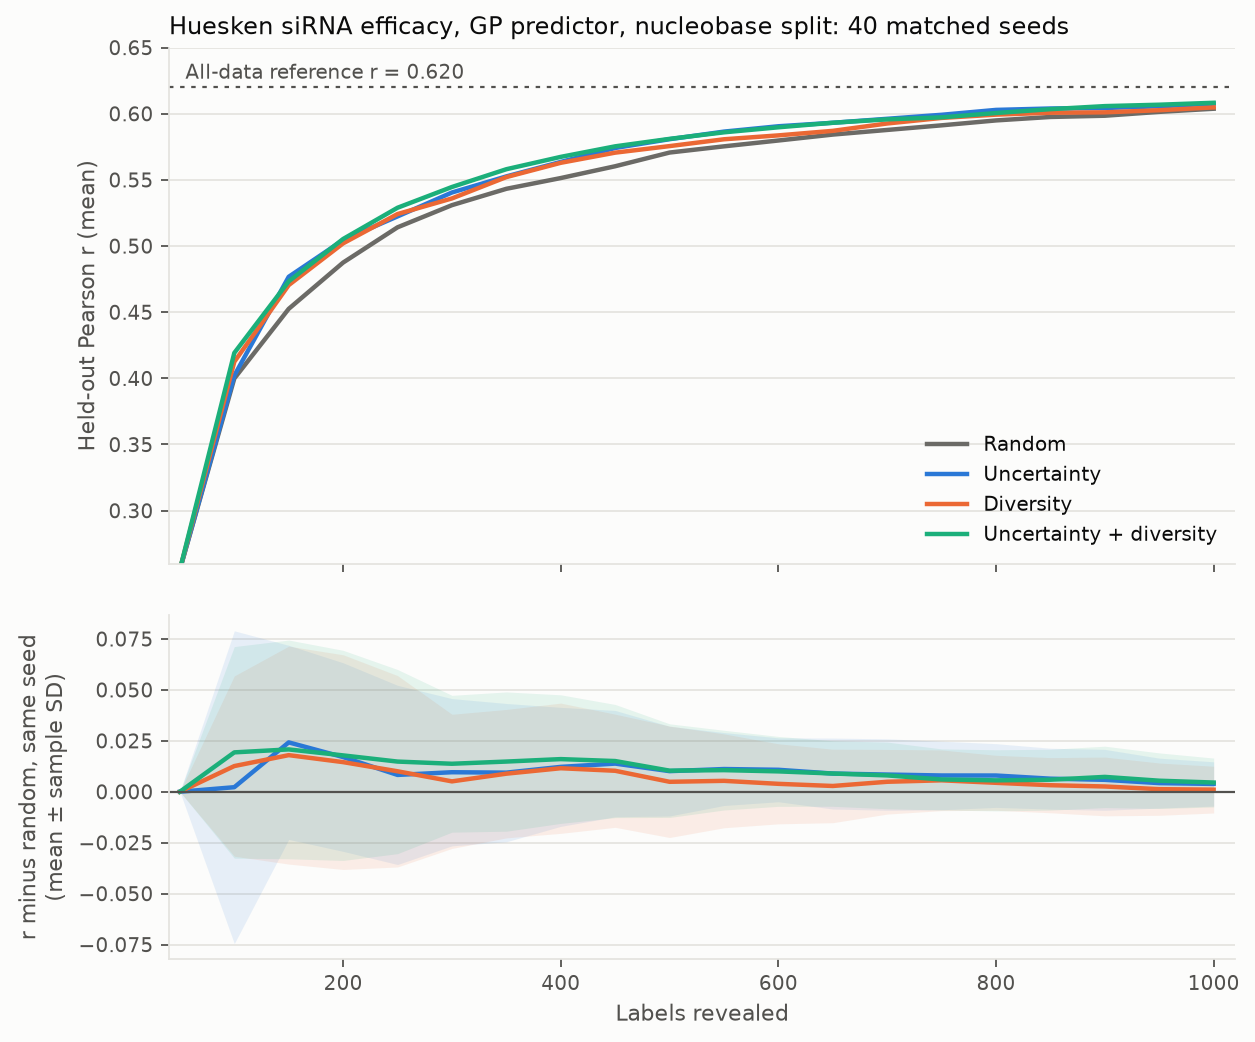 Huesken siRNA efficacy, GP predictor, nucleobase split: 40 matched seeds
0.65
All-data reference r = 0.620
0.60
0.55
0.50
0.45
0.40
0.35
0.30
Held-out Pearson r (mean)
Random
Uncertainty
Diversity
Uncertainty + diversity
0.075
0.050
0.025
0.000
−0.025
−0.050
−0.075
r minus random, same seed
(mean ± sample SD)
200
400
600
800
1000
Labels revealed